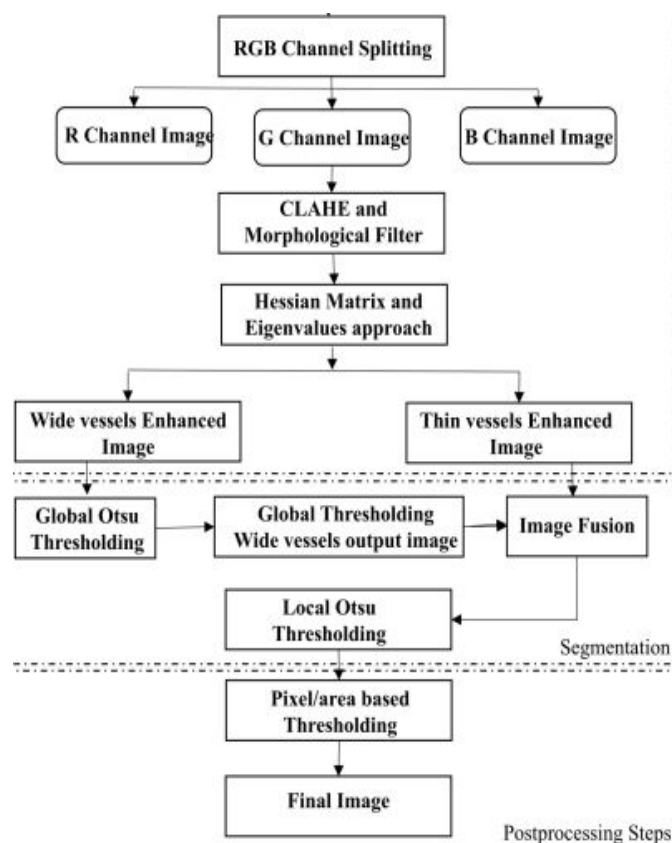 RGB Channel Splitting
R Channel Image
G Channel Image
B Channel Image
CLAHE and
Morphological Filter
Hessian Matrix and
Eigenvalues approach
Wide vessels Enhanced
Image
Thin vessels Enhanced
Image
Global Otsu
Thresholding
Global Thresholding
Wide vessels output image
Image Fusion
Local Otsu
Thresholding
Segmentation
Pixel/area based
Thresholding
Final Image
Postprocessing Steps